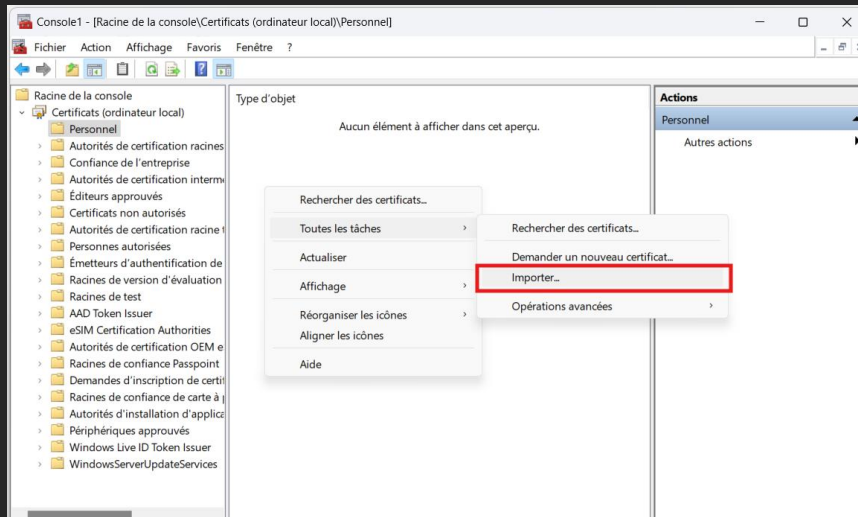 Console1 - [Racine de la console\Certificats (ordinateur local)\Personnel]
Fichier Action Affichage Favoris Fenêtre ?
Racine de la console
Certificats (ordinateur local)
Personnel
Autorités de certification racines
Confiance de l'entreprise
Autorités de certification interm
Éditeurs approuvés
Certificats non autorisés
Autorités de certification racine
Personnes autorisées
Émetteurs d'authentification de
Racines de version d'évaluation
Racines de test
AAD Token Issuer
eSIM Certification Authorities
Autorités de certification OEM e
Racines de confiance Passpoint
Demandes d'inscription de certi
Racines de confiance de carte à
Autorités d'installation d'applica
Périphériques approuvés
Windows Live ID Token Issuer
WindowsServerUpdateServices
Type d'objet
Aucun élément à afficher dans cet aperçu.
Rechercher des certificats...
Toutes les tâches
Actualiser
Affichage
Réorganiser les icônes
Aligner les icônes
Aide
Rechercher des certificats...
Demander un nouveau certificat...
Importer...
Opérations avancées
Actions
Personnel
Autres actions